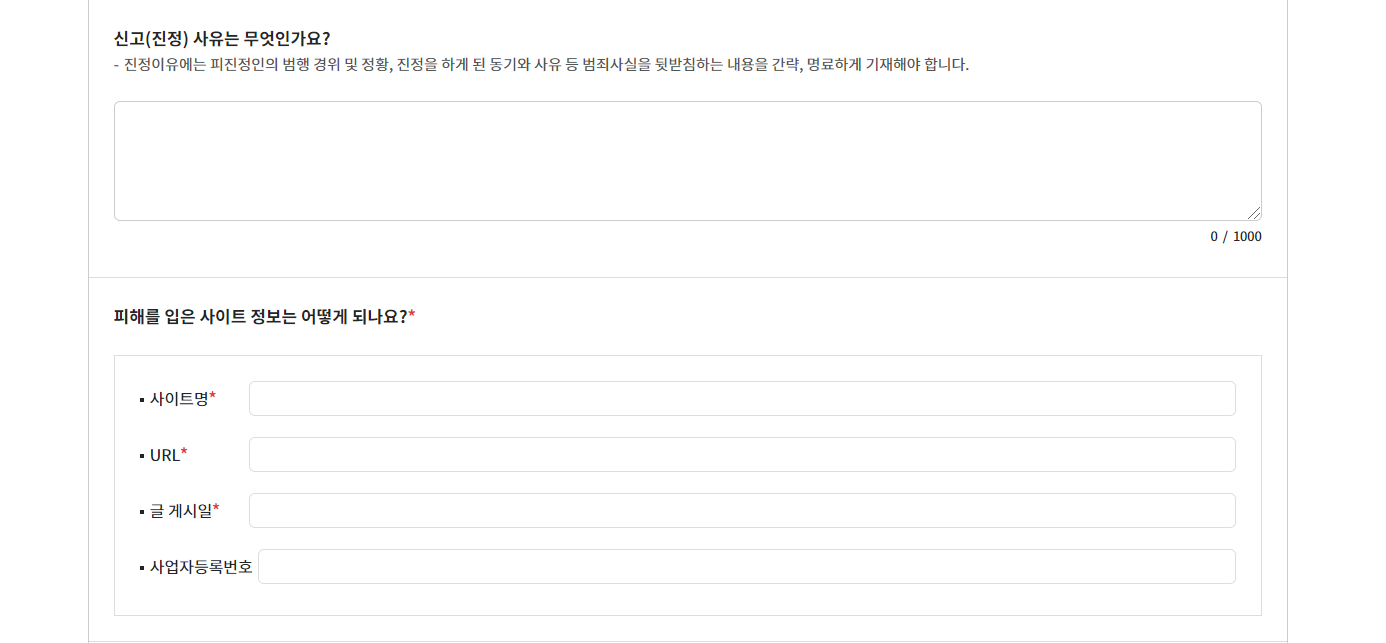 신고(진정) 사유는 무엇인가요?
- 진정이유에는 피진정인의 범행 경위 및 정황, 진정을 하게 된 동기와 사유 등 범죄사실을 뒷받침하는 내용을 간략, 명료하게 기재해야 합니다.
0 / 1000
피해를 입은 사이트 정보는 어떻게 되나요?*
▪ 사이트명*
▪ URL*
▪ 글 게시일*
▪ 사업자등록번호